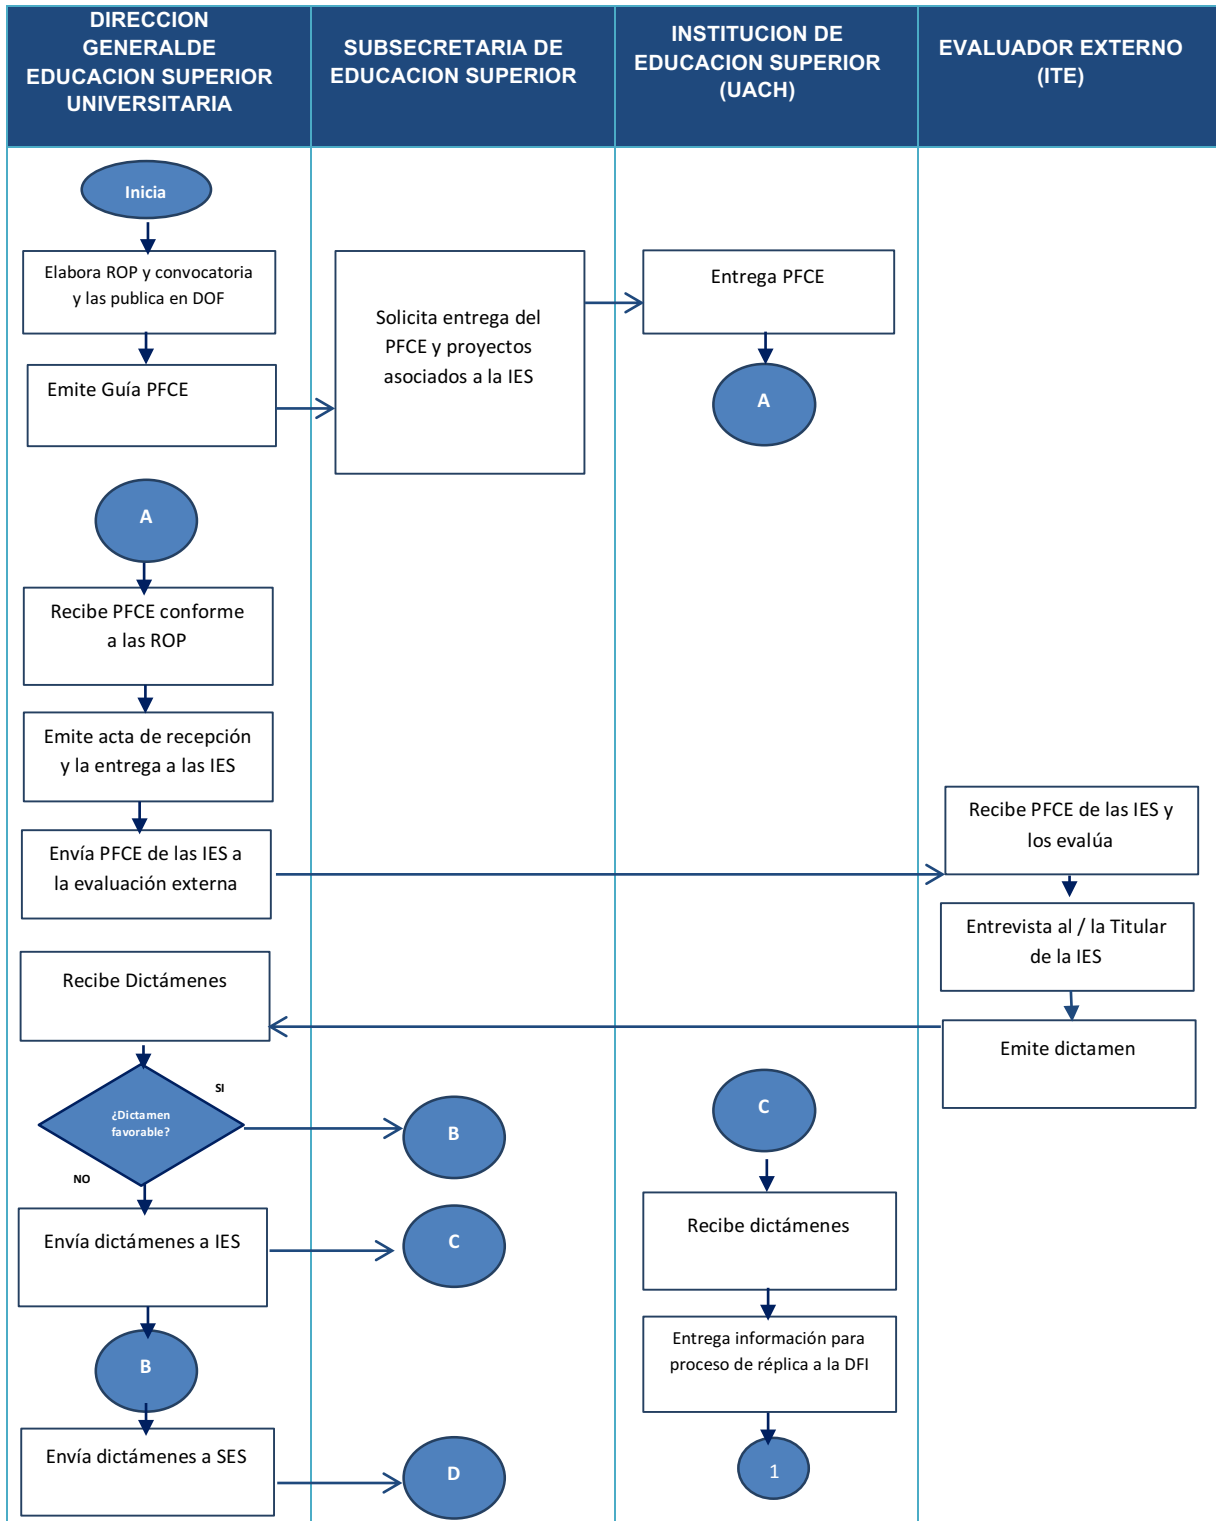 DIRECCION
GENERALDE
EDUCACION SUPERIOR
UNIVERSITARIA
SUBSECRETARIA DE
EDUCACION SUPERIOR
INSTITUCION DE
EDUCACION SUPERIOR
(UACH)
EVALUADOR EXTERNO
(ITE)
Inicia
Elabora ROP y convocatoria
y las publica en DOF
Emite Guía PFCE
Solicita entrega del
PFCE y proyectos
asociados a la IES
Entrega PFCE
A
A
Recibe PFCE conforme
a las ROP
Emite acta de recepción
y la entrega a las IES
Envía PFCE de las IES a
la evaluación externa
Recibe PFCE de las IES y
los evalúa
Entrevista al / la Titular
de la IES
Emite dictamen
Recibe Dictámenes
¿Dictamen
favorable?
SI
NO
B
Envía dictámenes a IES
C
B
Envía dictámenes a SES
D
C
Recibe dictámenes
Entrega información para
proceso de réplica a la DFI
1